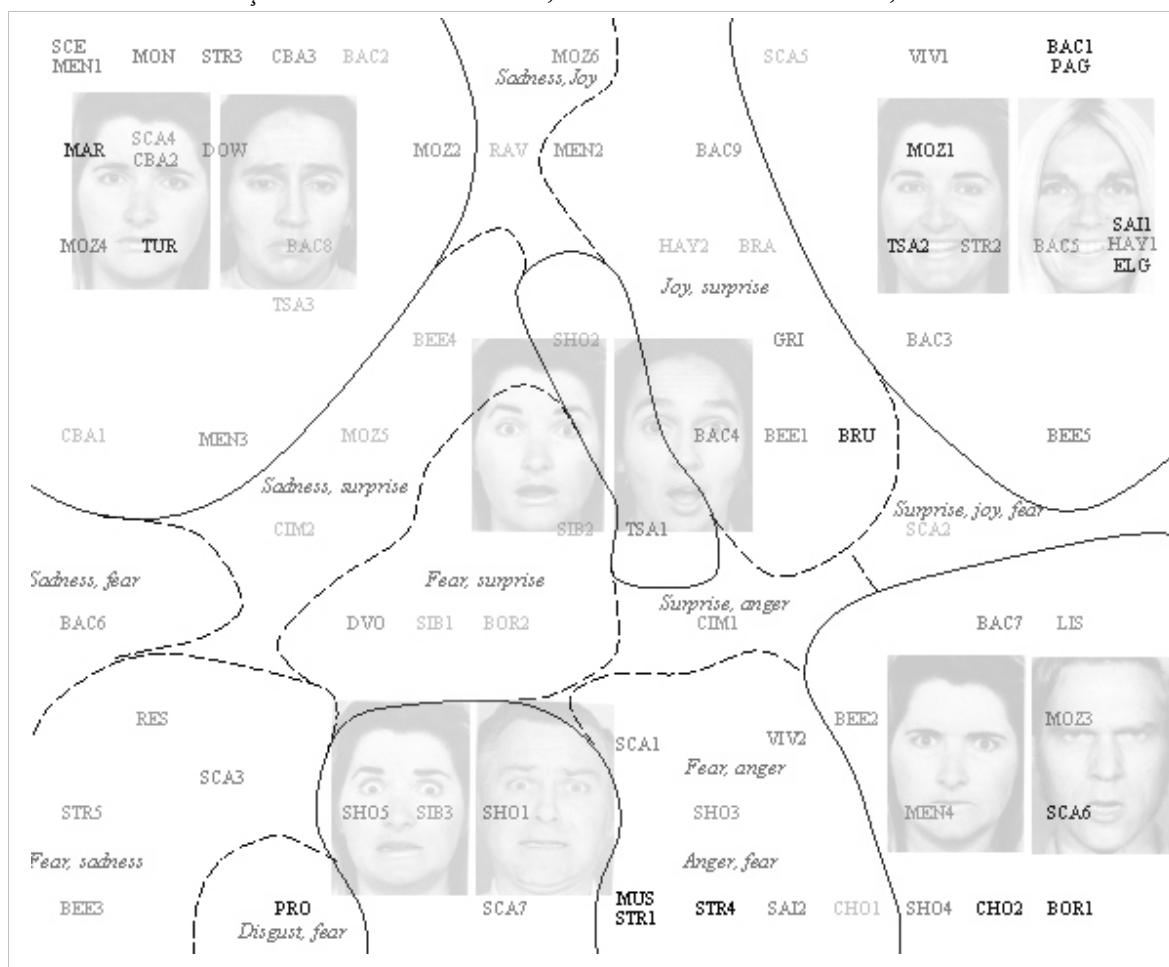 SCE MON STR3 CBA3 BAC2 MOZ6 SCA5 VIV1 BAC1
MEN1 PAG
Sadness, Joy
MAR SCA4 DOW MOZ2 RAV MEN2 BAC9 MOZ1
CBA2
MOZ4 TUR BAC8 HAY2 BRA TSA2 STR2 BAC5 SAI1
HAY1
ELG
Joy, surprise
TSA3
BEE4 SHO2 GRI BAC3
CBA1 MEN3 MOZ5 BAC4 BEE1 BRU BEE5
Sadness, surprise
Surprise, joy, fear
CIM2 SIB2 TSA1 SCA2
Sadness, fear Fear, surprise
Surprise, anger
BAC6 DVO SIB1 BOR2 CIM1 BAC7 LIS
RES SCA1 VIV2 BEE2 MOZ3
Fear, anger
SCA3
STR5 SHO5 SIB3 SHO1 SHO3 MEN4 SCA6
Fear, sadness Anger, fear
BEE3 PRO SCA7 MUS STR4 SAI2 CHO1 SHO4 CHO2 BOR1
STR1
Disgust, fear